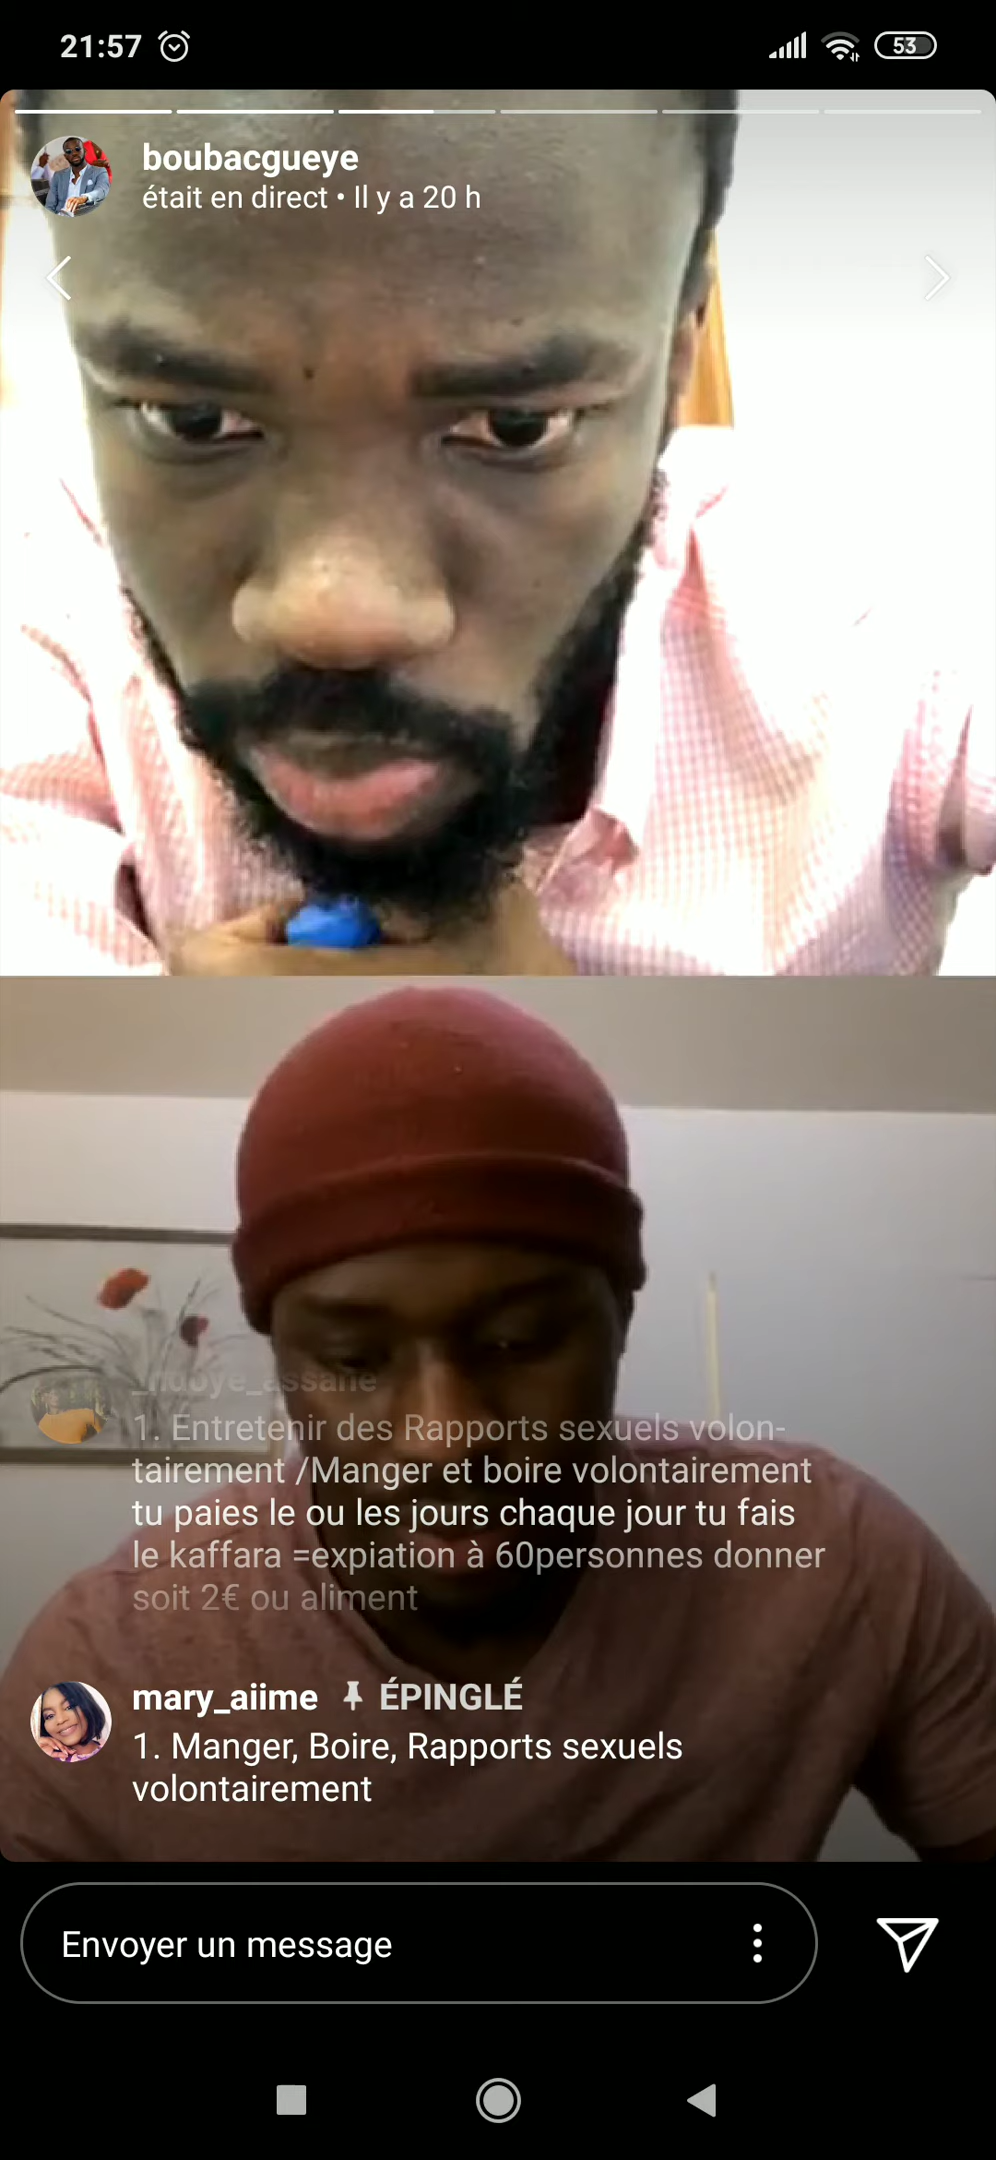 21:57
53
boubacgueye
était en direct • Il y a 20 h
_ndoye_assane
1. Entretenir des Rapports sexuels volon-
tairement /Manger et boire volontairement
tu paies le ou les jours chaque jour tu fais
le kaffara =expiation à 60personnes donner
soit 2€ ou aliment
mary_aiime ÉPINGLÉ
1. Manger, Boire, Rapports sexuels
volontairement
Envoyer un message